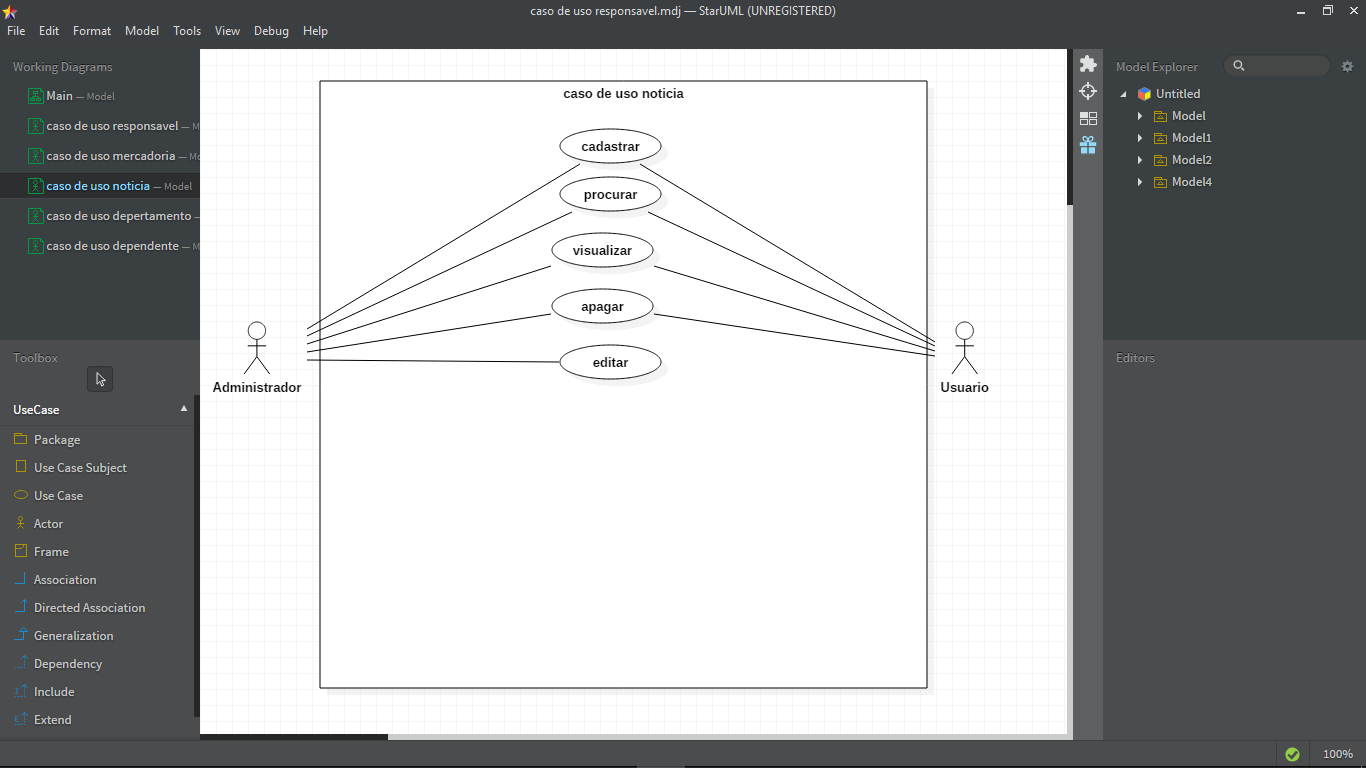 caso de uso responsavel.mdj — StarUML (UNREGISTERED)
File Edit Format Model Tools View Debug Help
Working Diagrams
Main — Model
caso de uso responsavel — M
caso de uso mercadoria — Mo
caso de uso noticia — Model
caso de uso depertamento —
caso de uso dependente — M
Toolbox
UseCase
Package
Use Case Subject
Use Case
Actor
Frame
Association
Directed Association
Generalization
Dependency
Include
Extend
caso de uso noticia
cadastrar
procurar
visualizar
apagar
editar
Administrador
Usuario
Model Explorer
Untitled
Model
Model1
Model2
Model4
Editors
100%